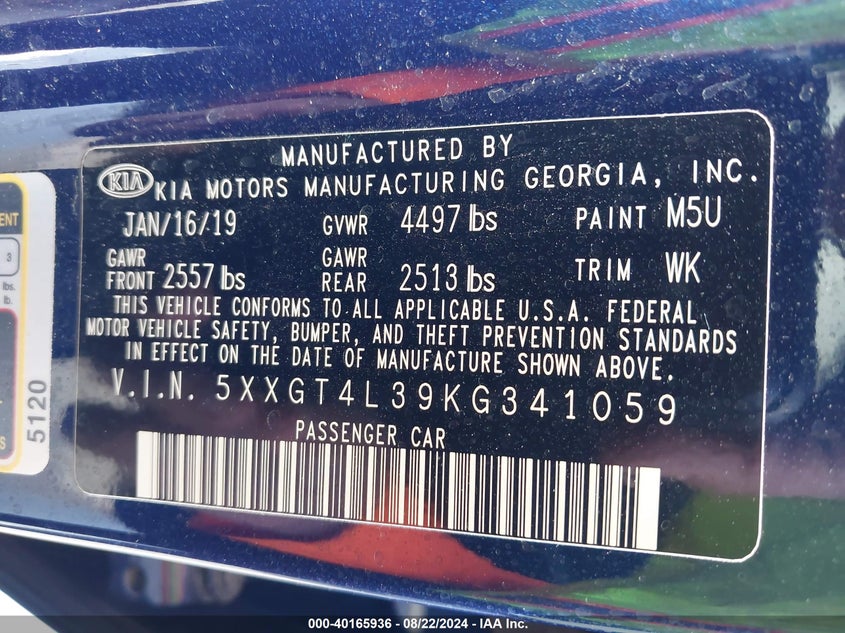 MANUFACTURED BY
KIA KIA MOTORS MANUFACTURING GEORGIA, INC.
JAN/16/19 GVWR 4497 lbs PAINT M5U
GAWR FRONT 2557 lbs GAWR REAR 2513 lbs TRIM WK
THIS VEHICLE CONFORMS TO ALL APPLICABLE U.S.A. FEDERAL
MOTOR VEHICLE SAFETY, BUMPER, AND THEFT PREVENTION STANDARDS
IN EFFECT ON THE DATE OF MANUFACTURE SHOWN ABOVE.
V.I.N. 5XXGT4L39KG341059
PASSENGER CAR
3
lbs.
lb.
5120
000-40165936 - 08/22/2024 - IAA Inc.